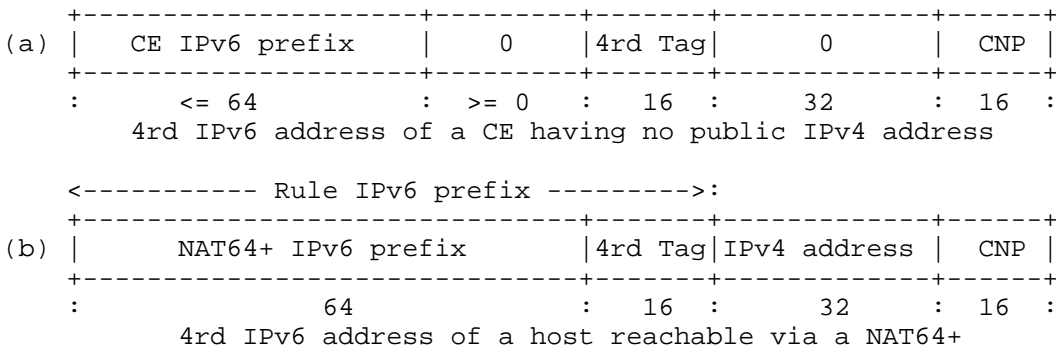 +---------------------+---------+-------+-------------+------+
(a) |   CE IPv6 prefix    |    0    |4rd Tag|      0      |  CNP |
    +---------------------+---------+-------+-------------+------+
    :      <= 64          :  >= 0   :  16   :     32      :  16  :
        4rd IPv6 address of a CE having no public IPv4 address
    <----------- Rule IPv6 prefix --------->:
    +-------------------------------+-------+-------------+------+
(b) |      NAT64+ IPv6 prefix       |4rd Tag|IPv4 address |  CNP |
    +-------------------------------+-------+-------------+------+
    :              64               :  16   :     32      :  16  :
           4rd IPv6 address of a host reachable via a NAT64+